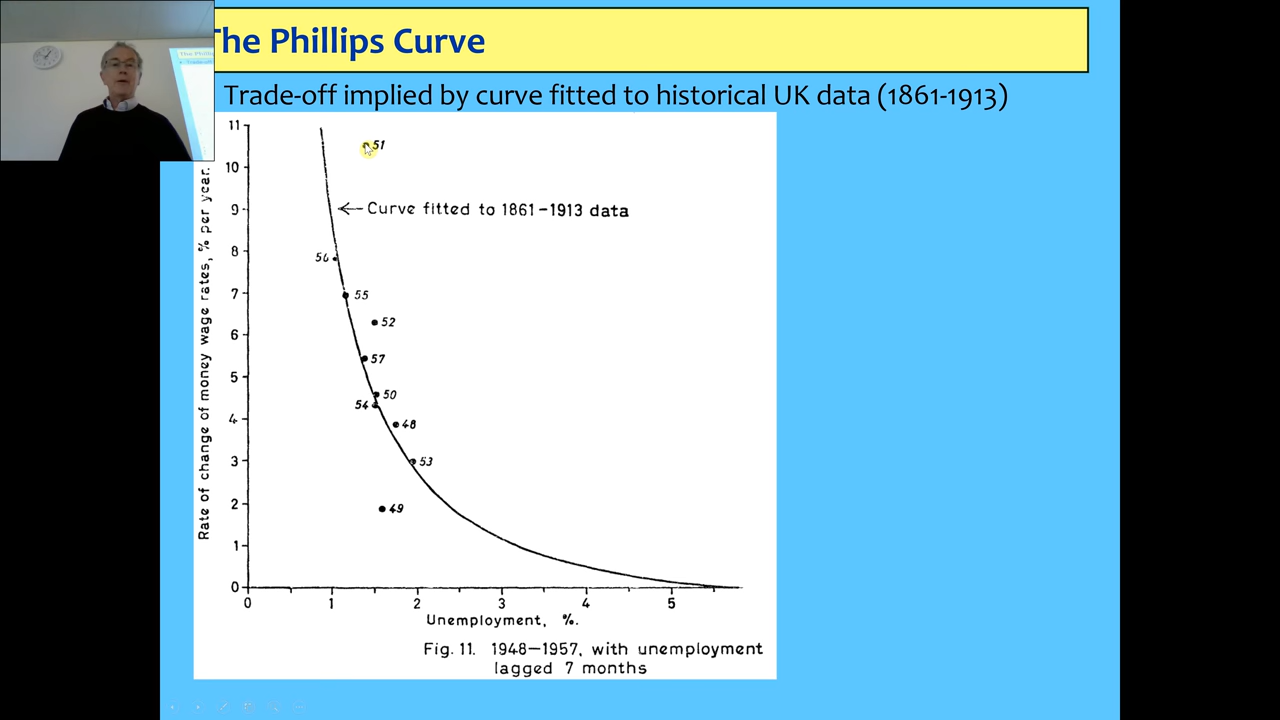 The Phillips Curve
Trade-off implied by curve fitted to historical UK data (1861-1913)
11
10
9
8
7
6
5
4
3
2
1
0
Rate of change of money wage rates, % per year.
51
Curve fitted to 1861-1913 data
56
55
52
57
50
54
48
53
49
0 1 2 3 4 5
Unemployment, %.
Fig. 11. 1948-1957, with unemployment
lagged 7 months